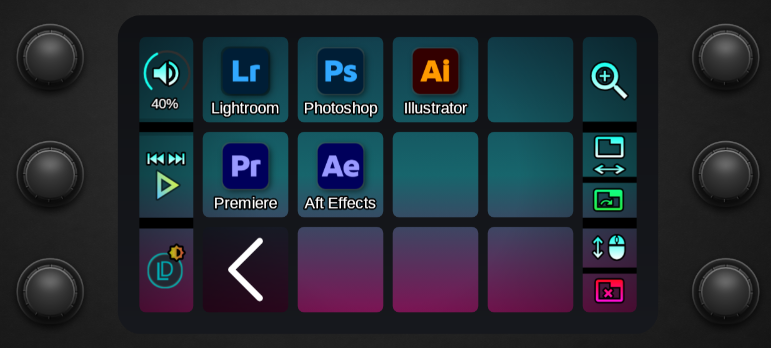 Lr
Ps
Ai
40%
Lightroom
Photoshop
Illustrator
Pr
Ae
Premiere
Aft Effects